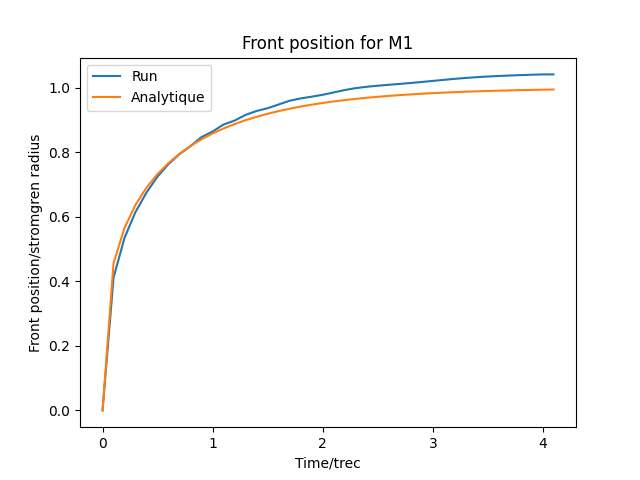 Front position for M1
Run
Analytique
Front position/stromgren radius
1.0
0.8
0.6
0.4
0.2
0.0
0 1 2 3 4
Time/trec